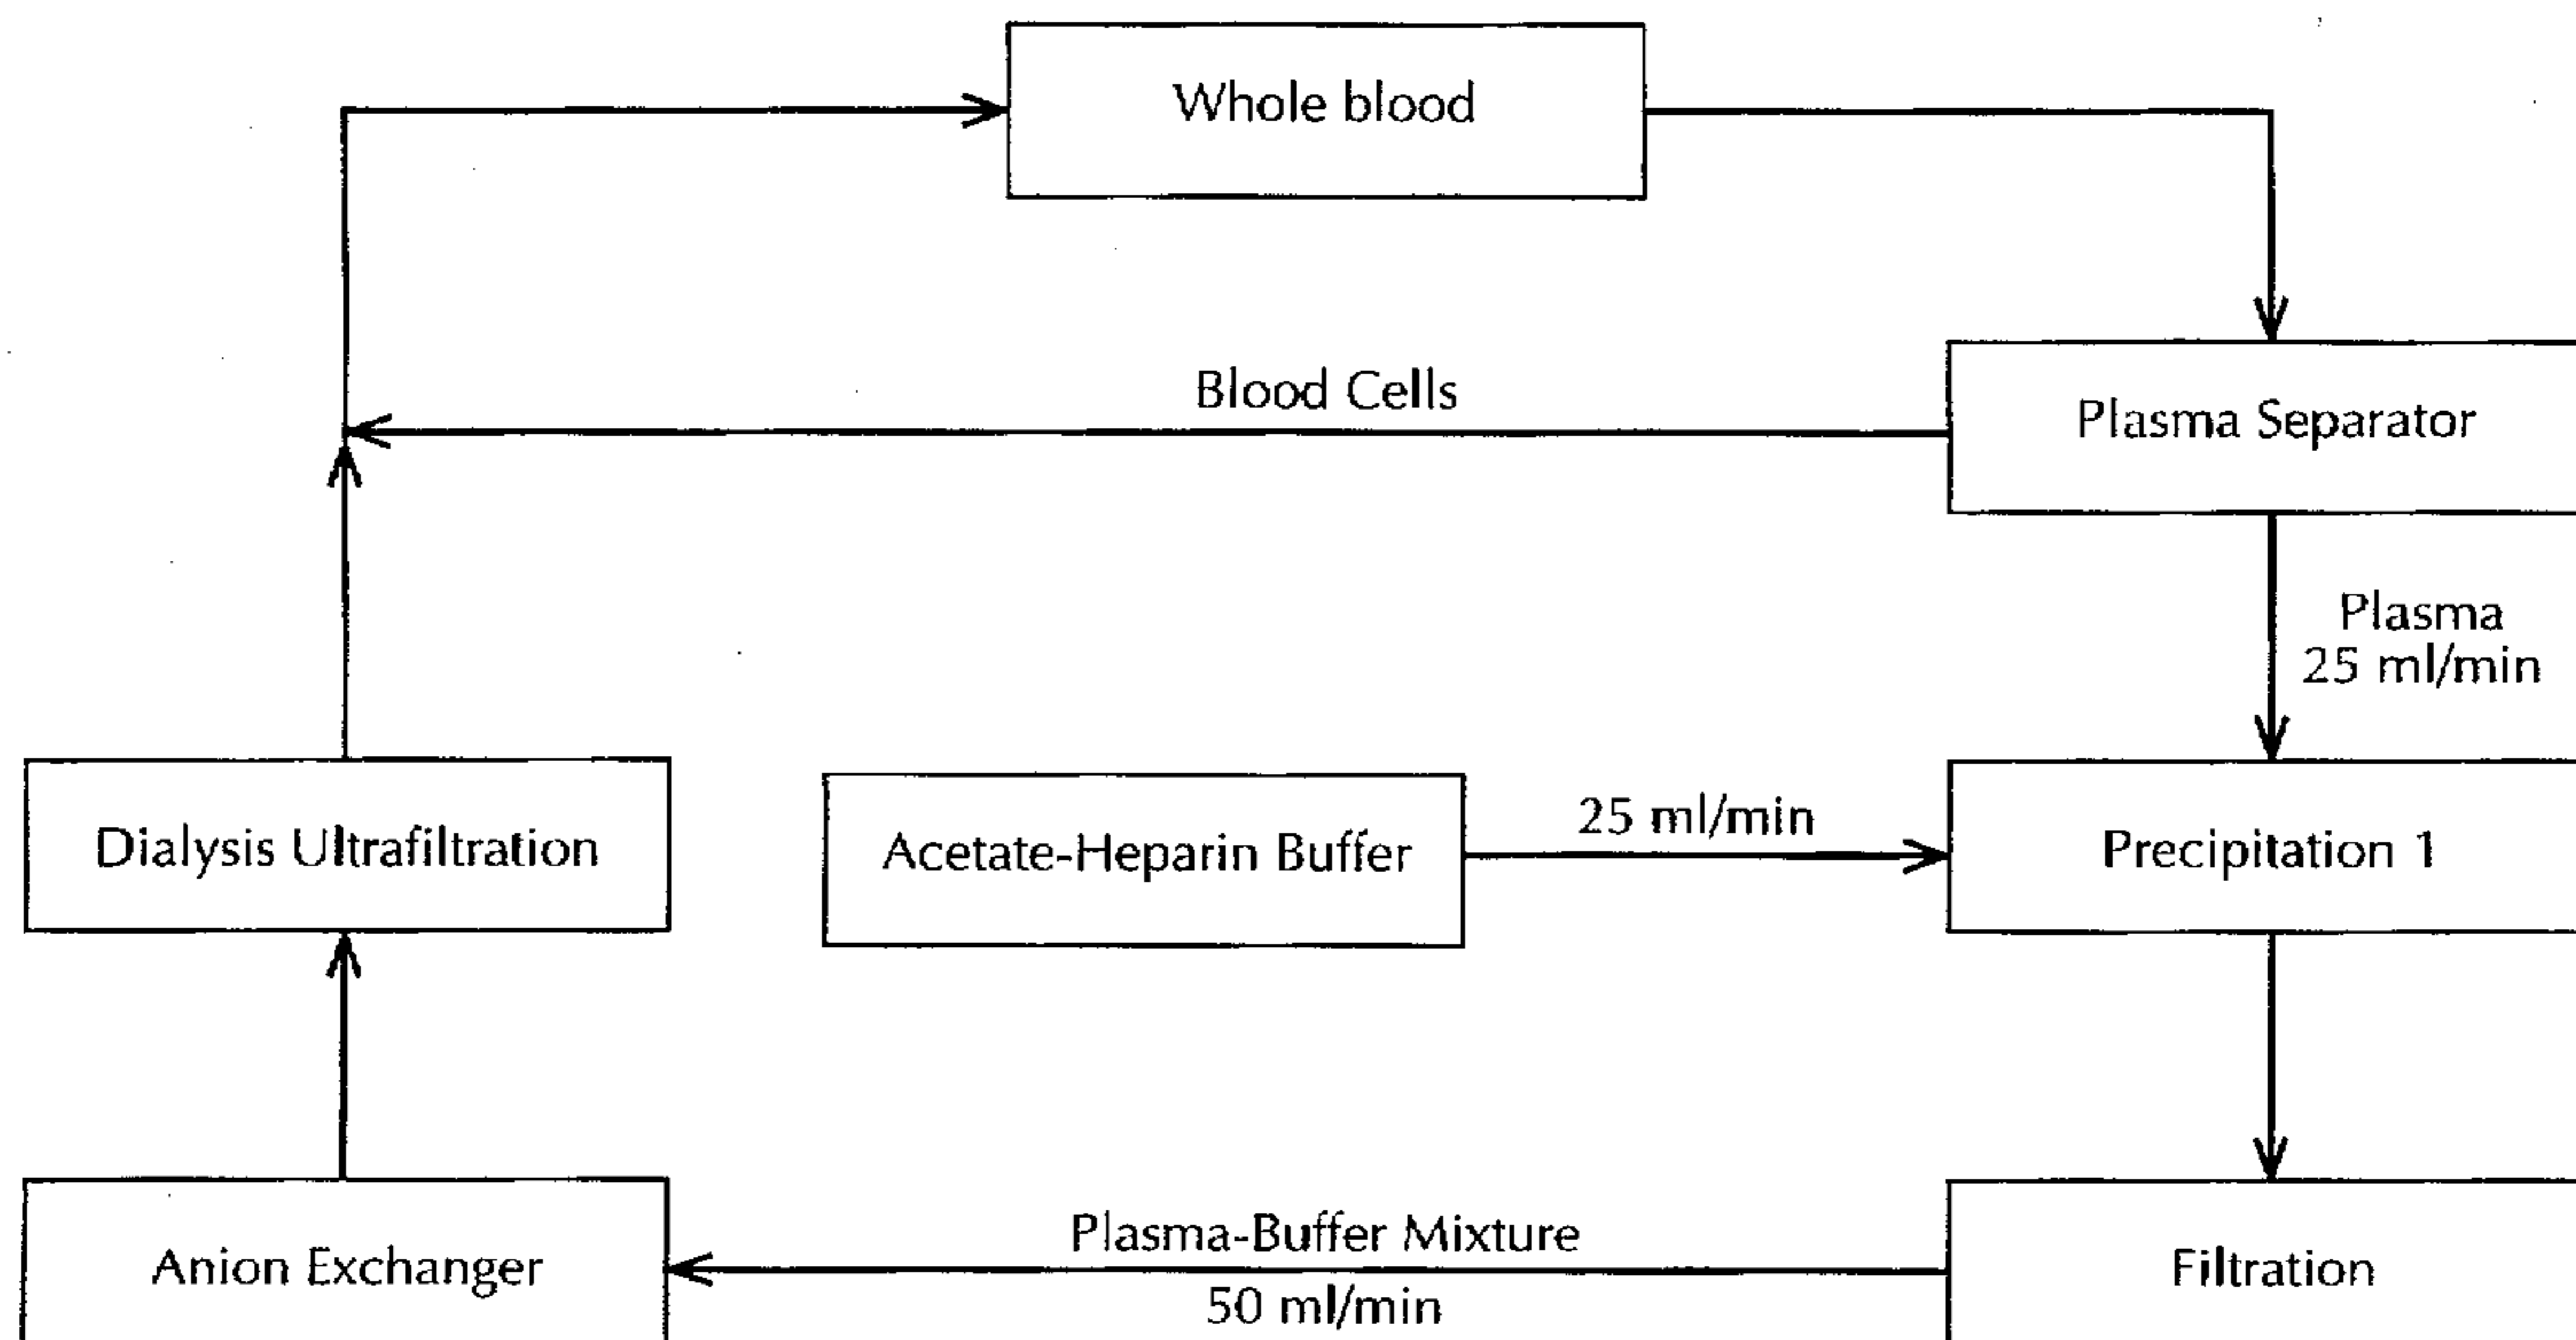 Whole blood
Blood Cells
Plasma Separator
Plasma
25 ml/min
Dialysis Ultrafiltration
Acetate-Heparin Buffer
25 ml/min
Precipitation 1
Anion Exchanger
Plasma-Buffer Mixture
50 ml/min
Filtration